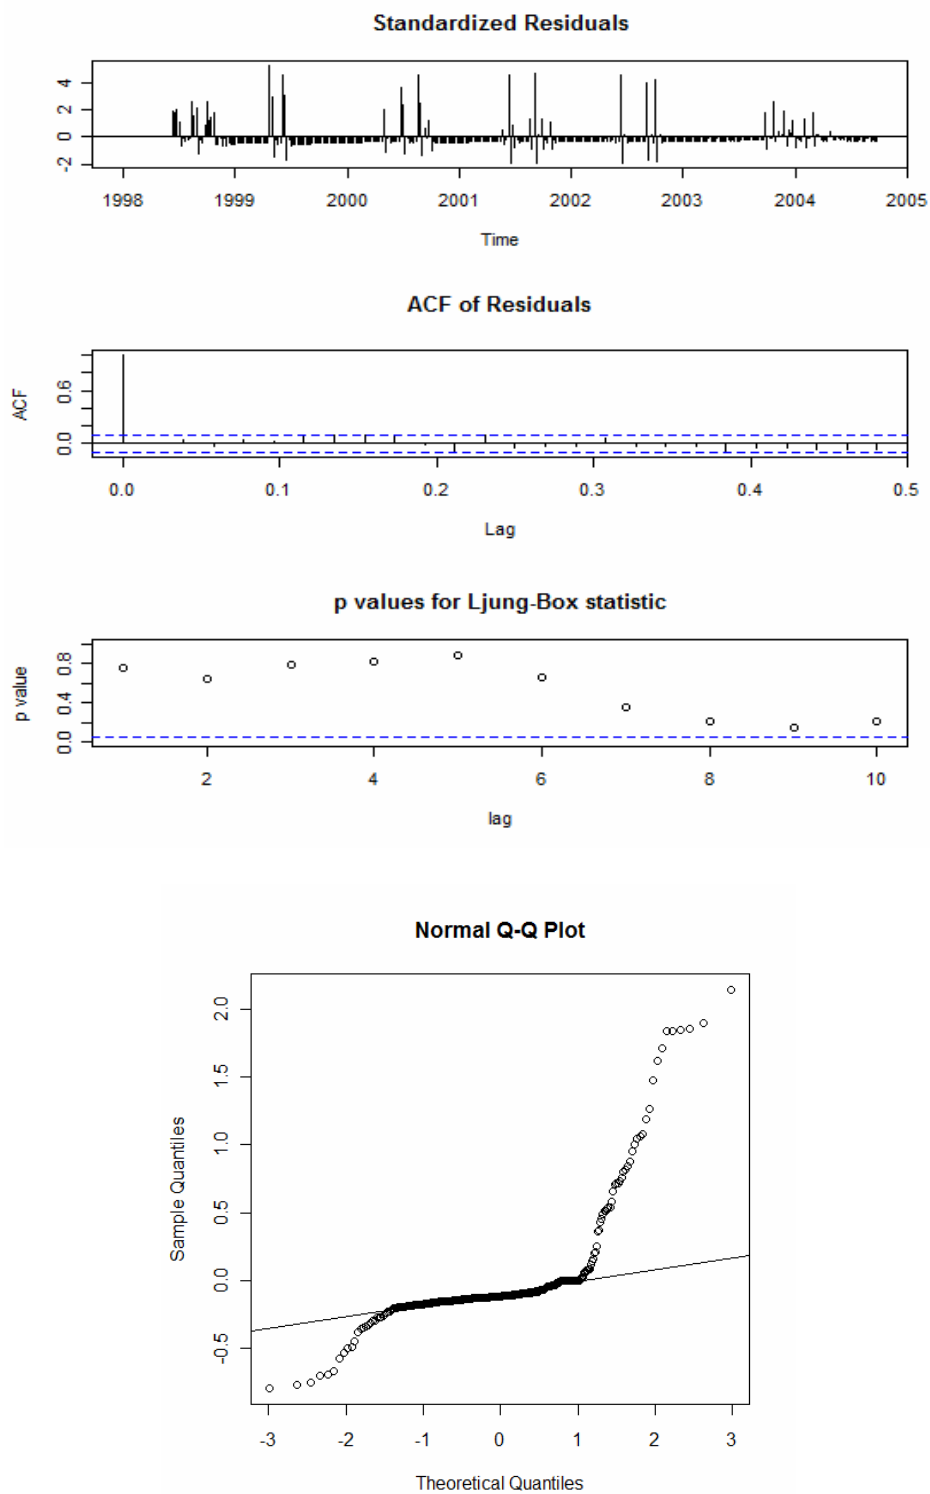 Standardized Residuals
4
2
0
-2
1998 1999 2000 2001 2002 2003 2004 2005
Time
ACF of Residuals
ACF
0.6
0.0
0.0 0.1 0.2 0.3 0.4 0.5
Lag
p values for Ljung-Box statistic
p value
0.8
0.4
0.0
2 4 6 8 10
lag
Normal Q-Q Plot
Sample Quantiles
2.0
1.5
1.0
0.5
0.0
-0.5
-3 -2 -1 0 1 2 3
Theoretical Quantiles